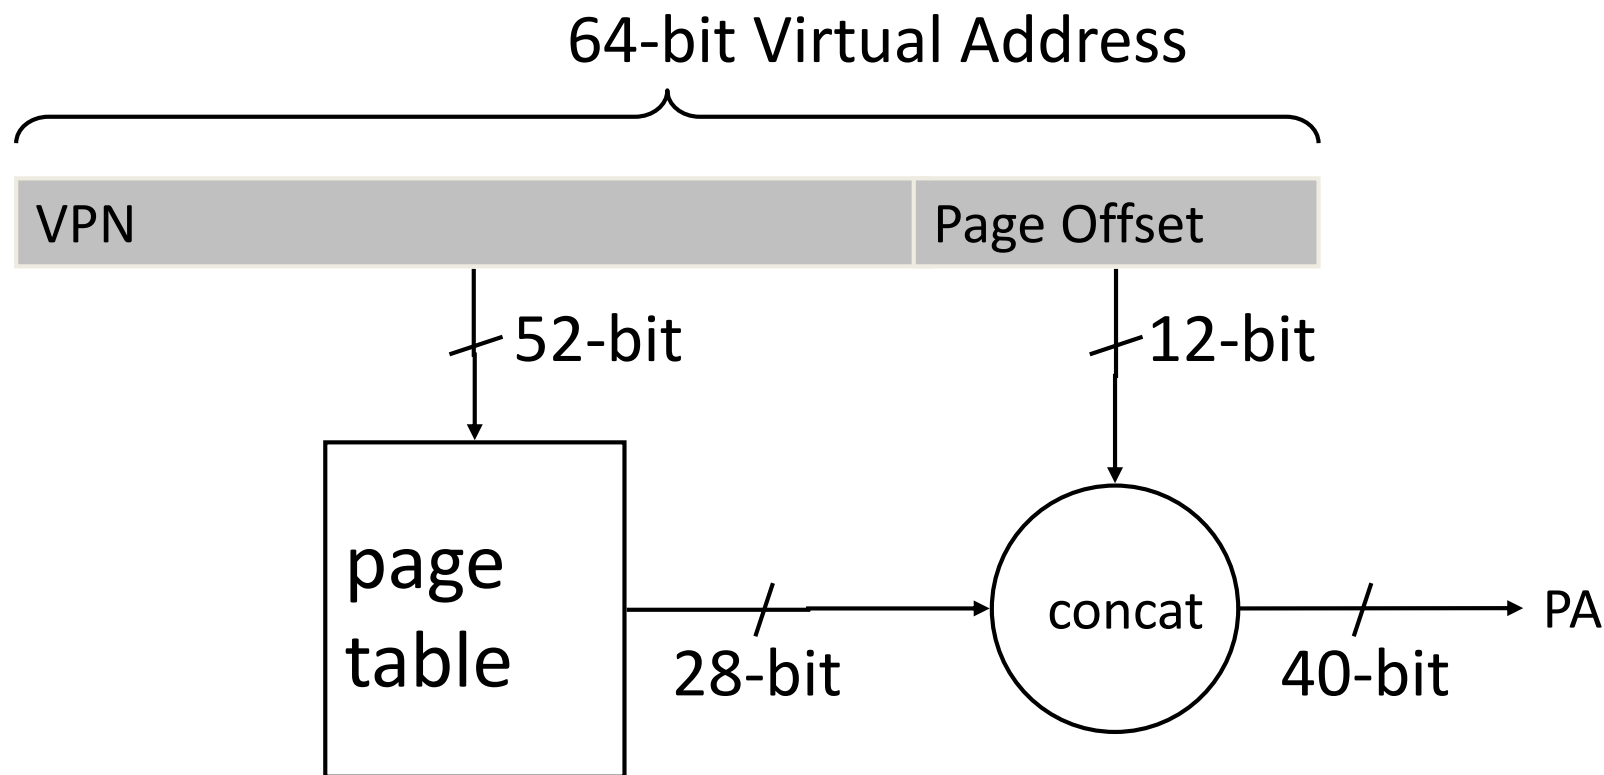 64-bit Virtual Address
VPN
Page Offset
52-bit
12-bit
page
table
28-bit
concat
40-bit
PA